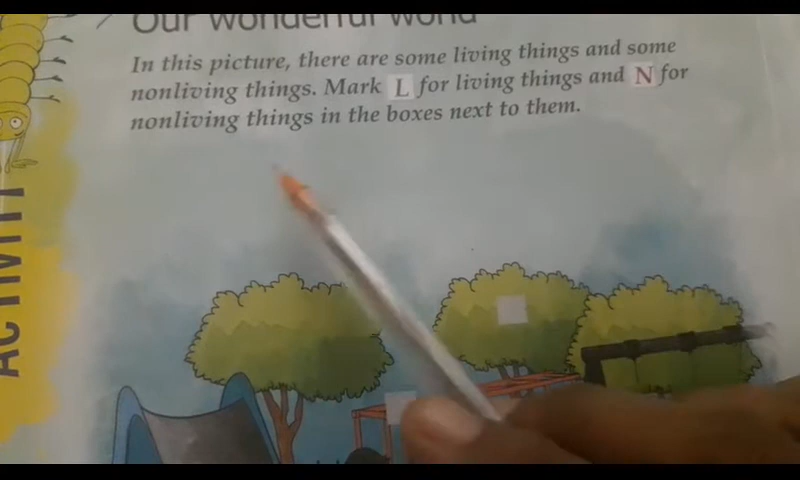 Our wonderful world
In this picture, there are some living things and some
nonliving things. Mark L for living things and N for
nonliving things in the boxes next to them.
ACTIVITY